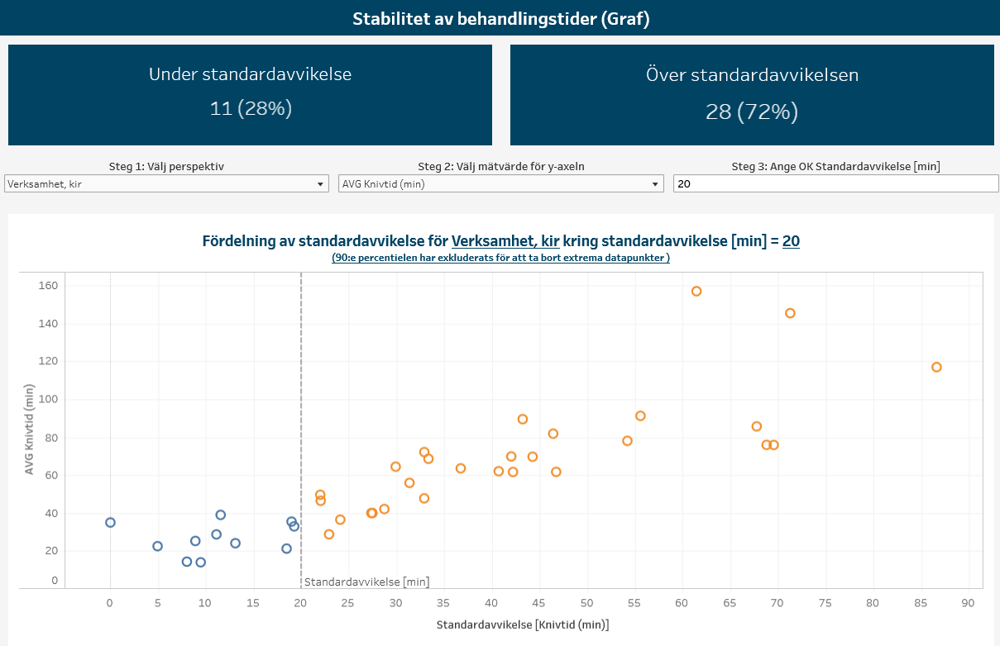 Stabilitet av behandlingstider (Graf)
Under standardavvikelse
11 (28%)
Över standardavvikelsen
28 (72%)
Steg 1: Välj perspektiv
Verksamhet, kir
Steg 2: Välj mätvärde för y-axeln
AVG Knivtid (min)
Steg 3: Ange OK Standardavvikelse [min]
20
Fördelning av standardavvikelse för Verksamhet, kir kring standardavvikelse [min] = 20
(90:e percentilen har exkluderats för att ta bort extrema datapunkter )
AVG Knivtid (min)
160
140
120
100
80
60
40
20
0
Standardavvikelse [min]
0 5 10 15 20 25 30 35 40 45 50 55 60 65 70 75 80 85 90
Standardavvikelse [Knivtid (min)]